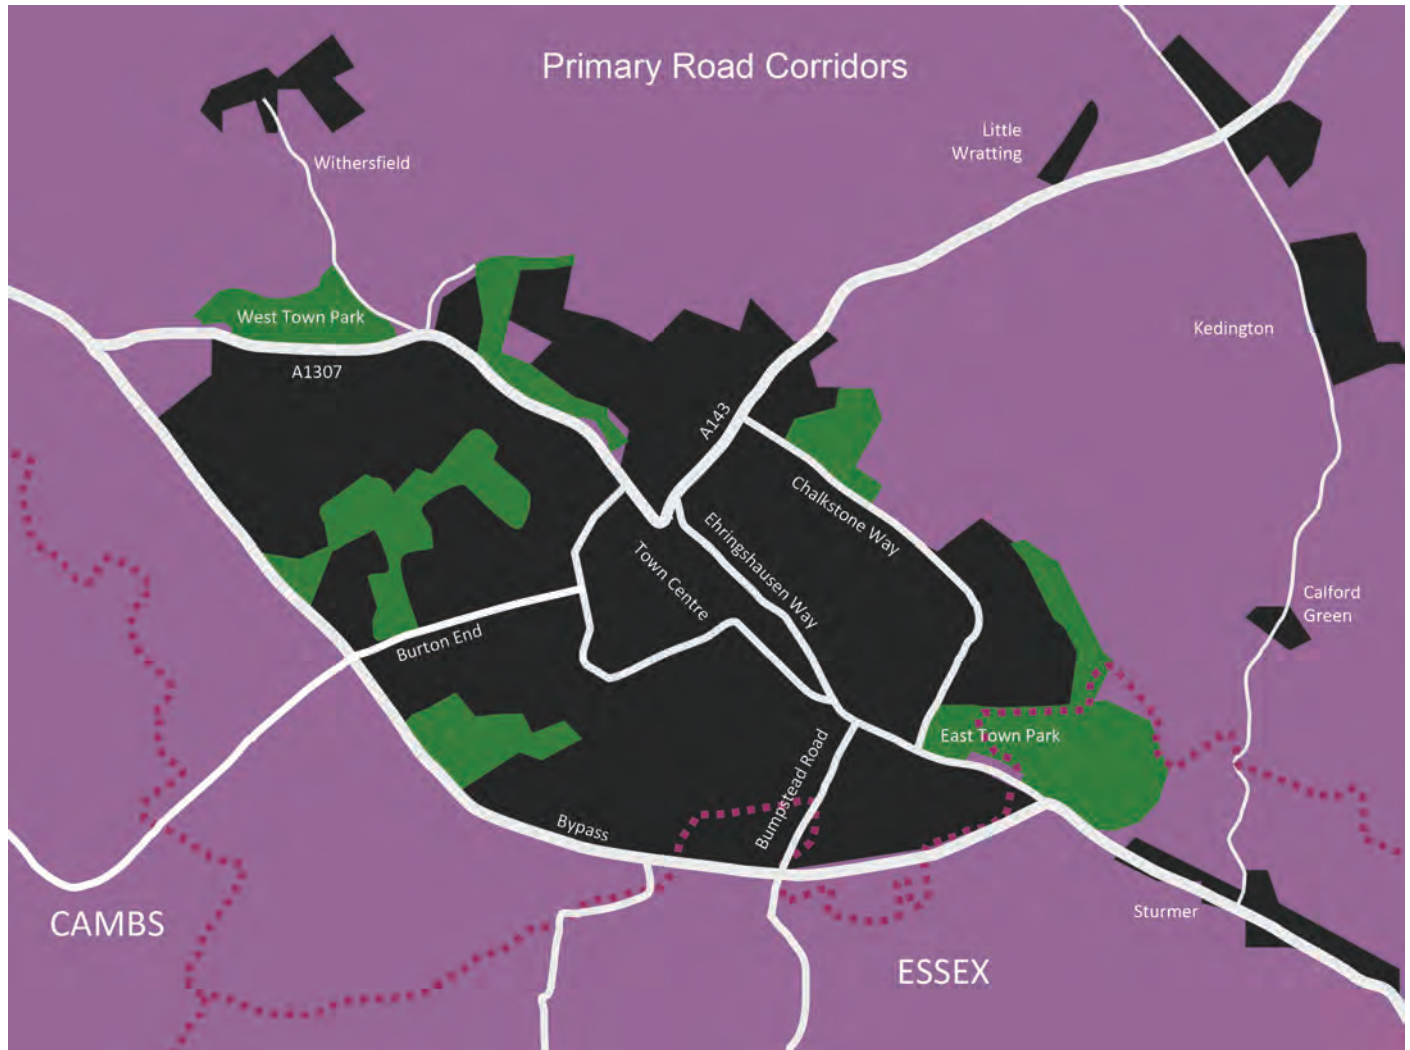 Primary Road Corridors
Little
Wratting
Withersfield
West Town Park
Kedington
A1307
A143
Chalkstone Way
Ehringshausen Way
Town Centre
Calford
Green
Burton End
East Town Park
Bumpstead Road
Bypass
Sturmer
CAMBS
ESSEX